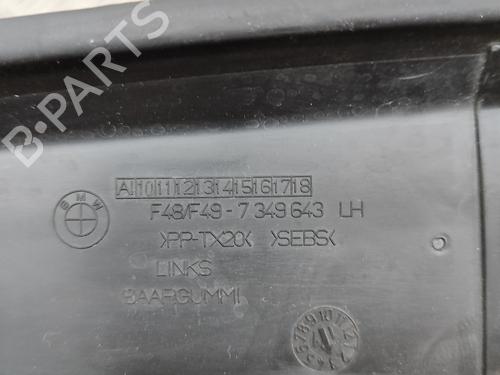 B-Parts
AI 10 11 12 13 14 15 16 17 18
BMW
F48/F49 - 7 349 643 LH
>PP-TX20< >SEBS<
LINKS
SAARGUMMI